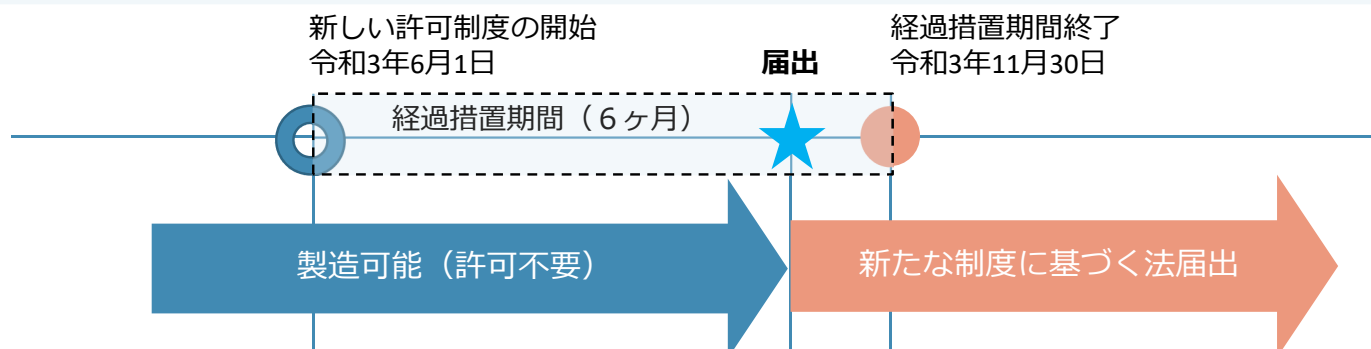 新しい許可制度の開始
令和3年6月1日
届出
経過措置期間終了
令和3年11月30日
経過措置期間(6ヶ月)
製造可能(許可不要)
新たな制度に基づく法届出